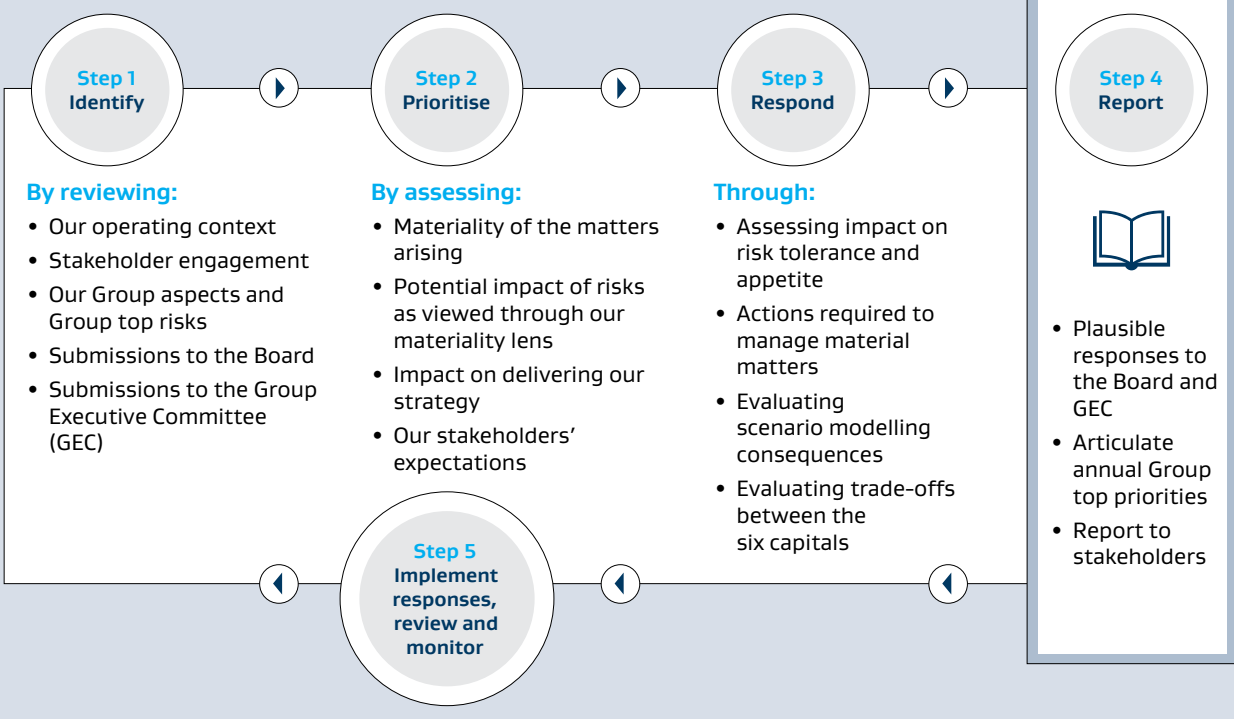 Step 1
Identify
By reviewing:
• Our operating context
• Stakeholder engagement
• Our Group aspects and
Group top risks
• Submissions to the Board
• Submissions to the Group
Executive Committee
(GEC)
Step 2
Prioritise
By assessing:
• Materiality of the matters
arising
• Potential impact of risks
as viewed through our
materiality lens
• Impact on delivering our
strategy
• Our stakeholders’
expectations
Step 3
Respond
Through:
• Assessing impact on
risk tolerance and
appetite
• Actions required to
manage material
matters
• Evaluating
scenario modelling
consequences
• Evaluating trade-offs
between the
six capitals
Step 4
Report
• Plausible
responses to
the Board and
GEC
• Articulate
annual Group
top priorities
• Report to
stakeholders
Step 5
Implement
responses,
review and
monitor